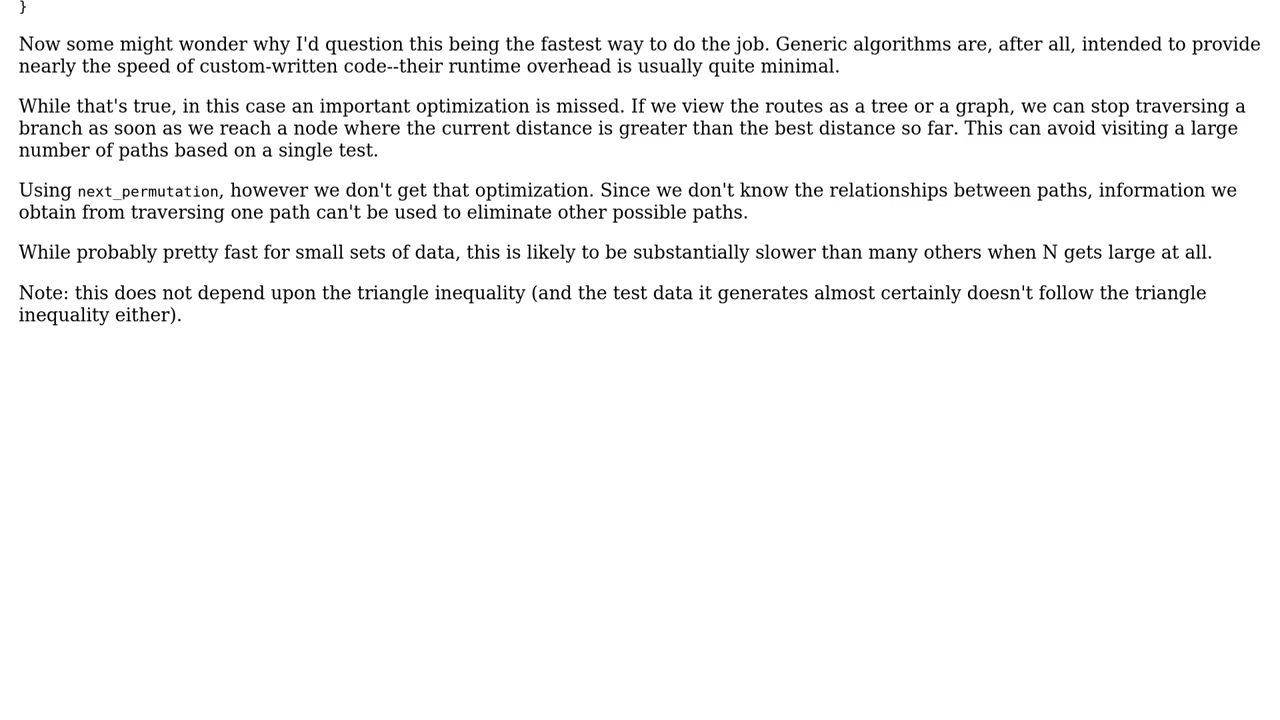 }
Now some might wonder why I'd question this being the fastest way to do the job. Generic algorithms are, after all, intended to provide
nearly the speed of custom-written code--their runtime overhead is usually quite minimal.
While that's true, in this case an important optimization is missed. If we view the routes as a tree or a graph, we can stop traversing a
branch as soon as we reach a node where the current distance is greater than the best distance so far. This can avoid visiting a large
number of paths based on a single test.
Using next_permutation, however we don't get that optimization. Since we don't know the relationships between paths, information we
obtain from traversing one path can't be used to eliminate other possible paths.
While probably pretty fast for small sets of data, this is likely to be substantially slower than many others when N gets large at all.
Note: this does not depend upon the triangle inequality (and the test data it generates almost certainly doesn't follow the triangle
inequality either).